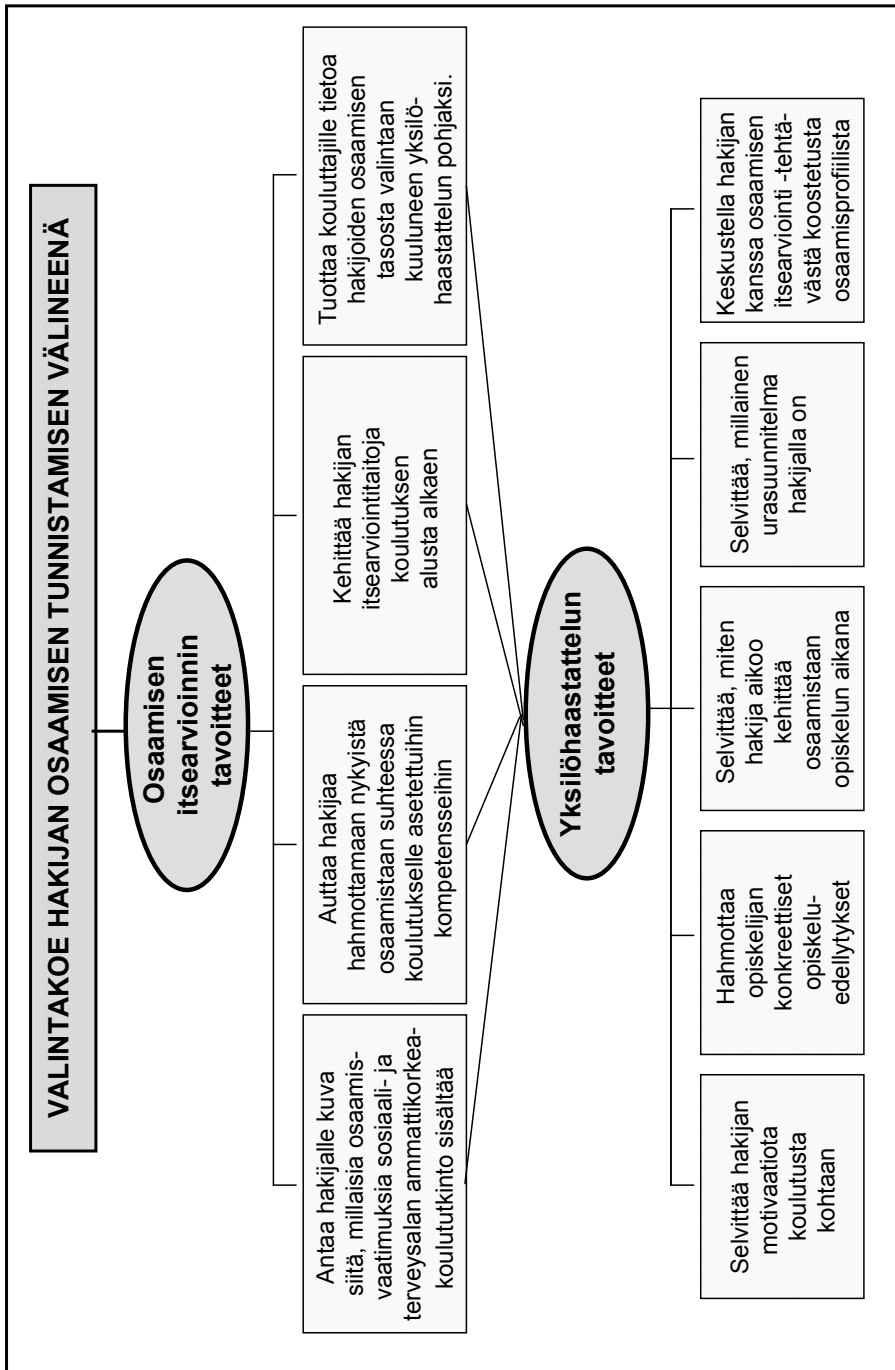 VALINTAKOE HAKIJAN OSAAMISEN TUNNISTAMISEN VÄLINEENÄ
Osaamisen
itsearvioinnin
tavoitteet
Antaa hakijalle kuva
siitä, millaisia osaamis-
vaatimuksia sosiaali- ja
terveysalan ammattikorkea-
koulututkinto sisältää
Auttaa hakijaa
hahmottamaan nykyistä
osaamistaan suhteessa
koulutukselle asetettuihin
kompetensseihin
Kehittää hakijan
itsearviointitaitoja
koulutuksen
alusta alkaen
Tuottaa kouluttajille tietoa
hakijoiden osaamisen
tasosta valintaan
kuuluneen yksilö-
haastattelun pohjaksi.
Yksilöhaastattelun
tavoitteet
Selvittää hakijan
motivaatiota
koulutusta
kohtaan
Hahmottaa
opiskelijan
konkreettiset
opiskelu-
edellytykset
Selvittää, miten
hakija aikoo
kehittää
osaamistaan
opiskelun aikana
Selvittää, millainen
urasuunnitelma
hakijalla on
Keskustella hakijan
kanssa osaamisen
itsearviointi -tehtä-
västä koostetusta
osaamisprofiilista